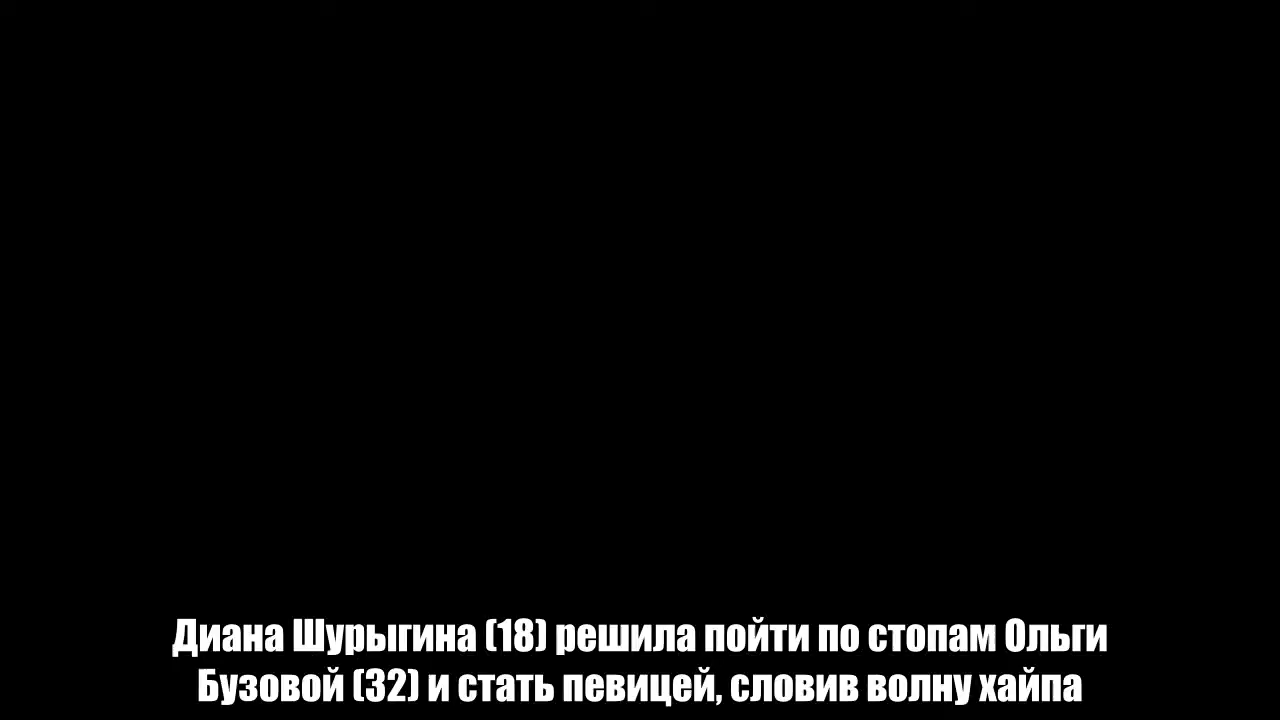 Диана Шурыгина (18) решила пойти по стопам Ольги
Бузовой (32) и стать певицей, словив волну хайпа